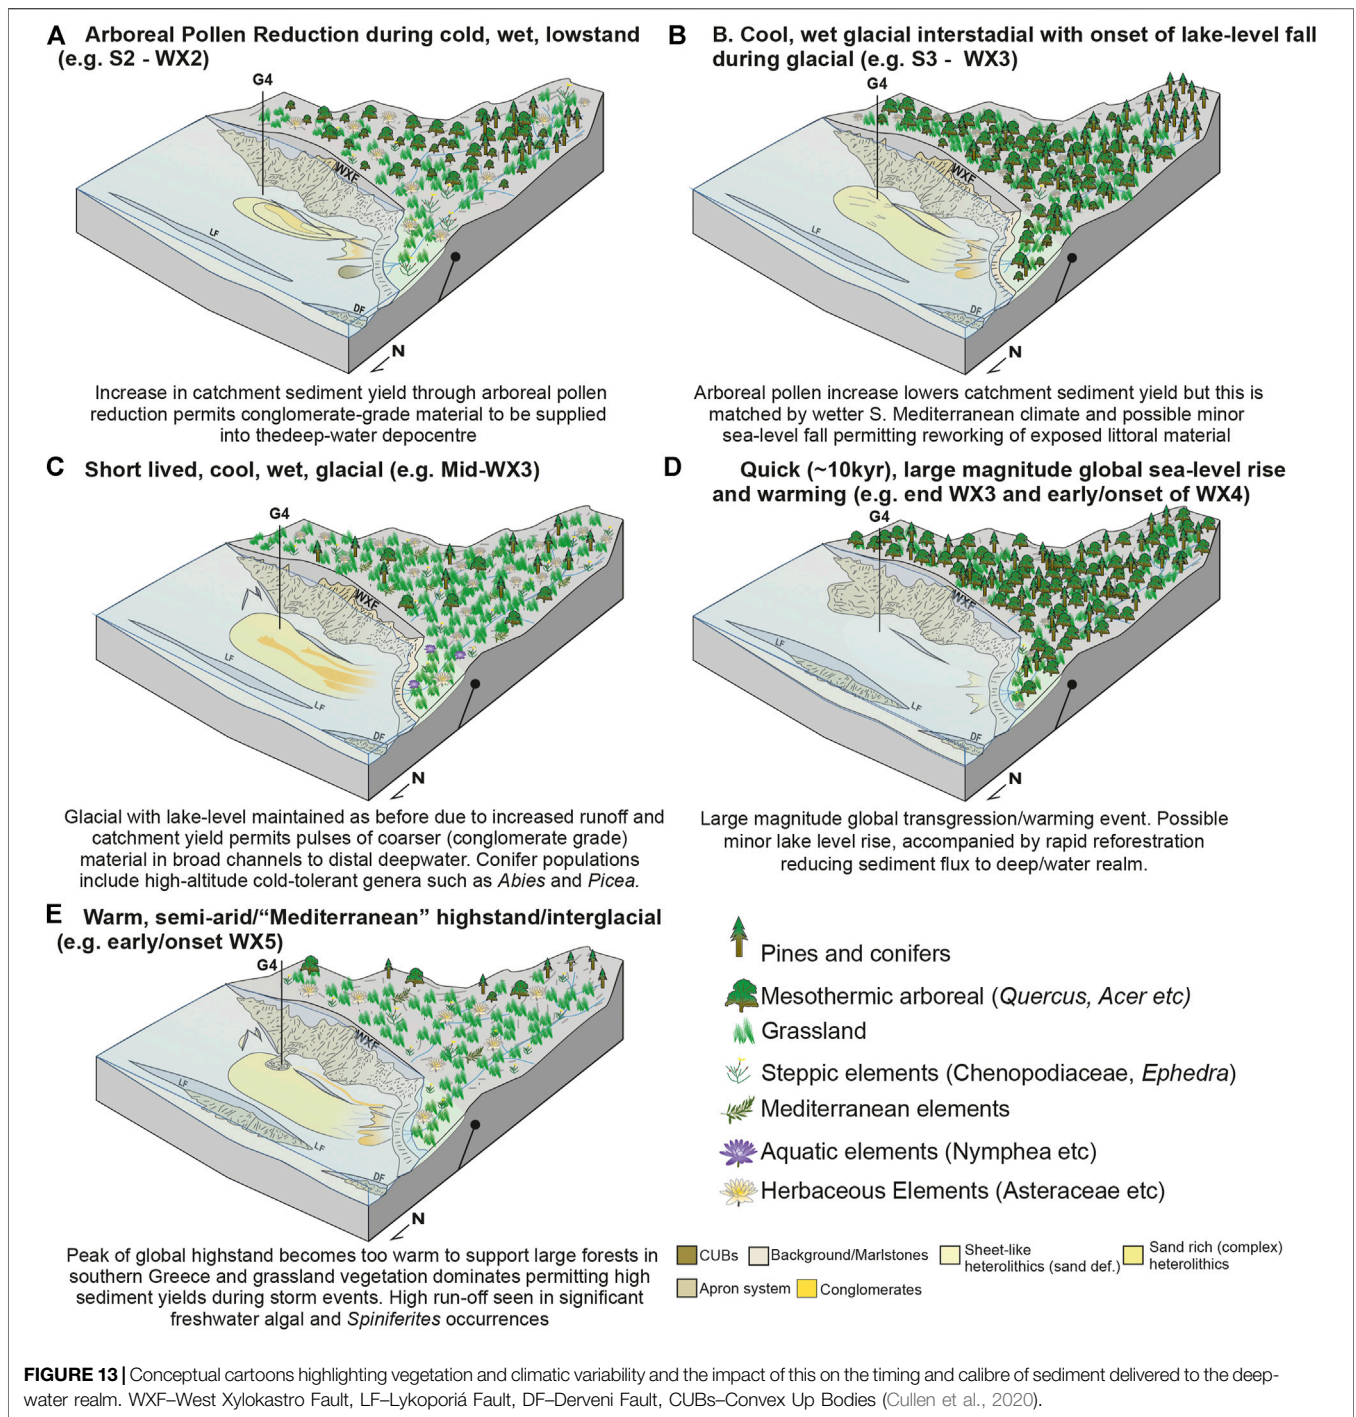 A Arboreal Pollen Reduction during cold, wet, lowstand
(e.g. S2 - WX2)
G4
WXF
LF
DF
N
Increase in catchment sediment yield through arboreal pollen
reduction permits conglomerate-grade material to be supplied
into thedeep-water depocentre
B B. Cool, wet glacial interstadial with onset of lake-level fall
during glacial (e.g. S3 - WX3)
G4
WXF
LF
DF
N
Arboreal pollen increase lowers catchment sediment yield but this is
matched by wetter S. Mediterranean climate and possible minor
sea-level fall permitting reworking of exposed littoral material
C Short lived, cool, wet, glacial (e.g. Mid-WX3)
G4
WXF
LF
LF
DF
N
Glacial with lake-level maintained as before due to increased runoff and
catchment yield permits pulses of coarser (conglomerate grade)
material in broad channels to distal deepwater. Conifer populations
include high-altitude cold-tolerant genera such as Abies and Picea.
D Quick (~10kyr), large magnitude global sea-level rise
and warming (e.g. end WX3 and early/onset of WX4)
G4
WXF
LF
LF
DF
N
Large magnitude global transgression/warming event. Possible
minor lake level rise, accompanied by rapid reforestration
reducing sediment flux to deep/water realm.
E Warm, semi-arid/“Mediterranean” highstand/interglacial
(e.g. early/onset WX5)
G4
WXF
LF
LF
DF
N
Peak of global highstand becomes too warm to support large forests in
southern Greece and grassland vegetation dominates permitting high
sediment yields during storm events. High run-off seen in significant
freshwater algal and Spiniferites occurrences
Pines and conifers
Mesothermic arboreal (Quercus, Acer etc)
Grassland
Steppic elements (Chenopodiaceae, Ephedra)
Mediterranean elements
Aquatic elements (Nymphea etc)
Herbaceous Elements (Asteraceae etc)
CUBs
Background/Marlstones
Sheet-like
heterolithics (sand def.)
Sand rich (complex)
heterolithics
Apron system
Conglomerates
FIGURE 13 | Conceptual cartoons highlighting vegetation and climatic variability and the impact of this on the timing and calibre of sediment delivered to the deep-
water realm. WXF–West Xylokastro Fault, LF–Lykoporiá Fault, DF–Derveni Fault, CUBs–Convex Up Bodies (Cullen et al., 2020).